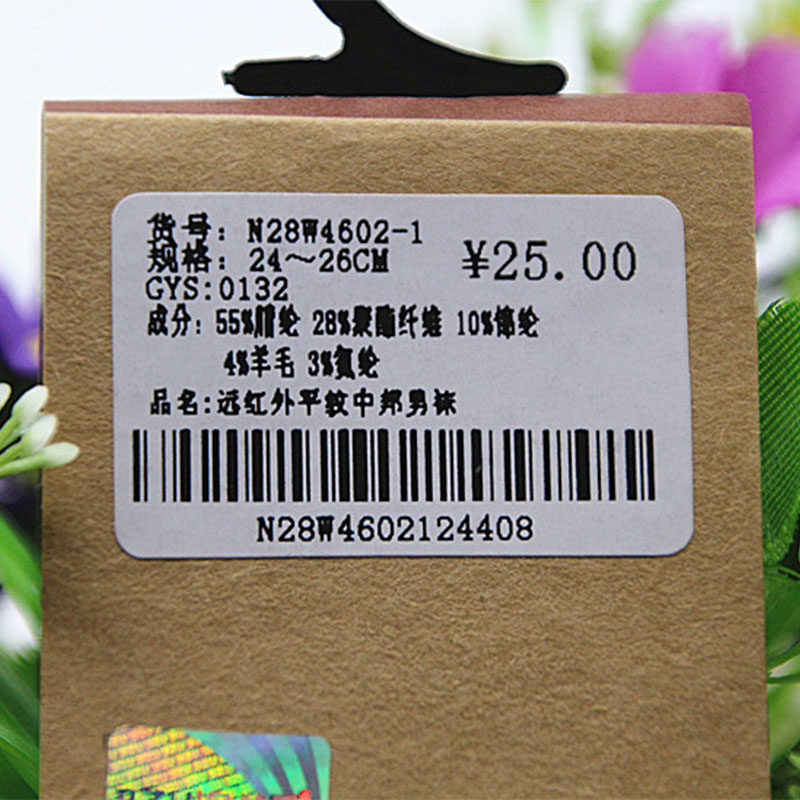 货号: N28W4602-1
规格: 24～26CM
¥25.00
GYS:0132
成分: 55%腈纶 28%聚酯纤维 10%锦纶
4%羊毛 3%氨纶
品名:远红外平纹中邦男袜
N28W4602124408